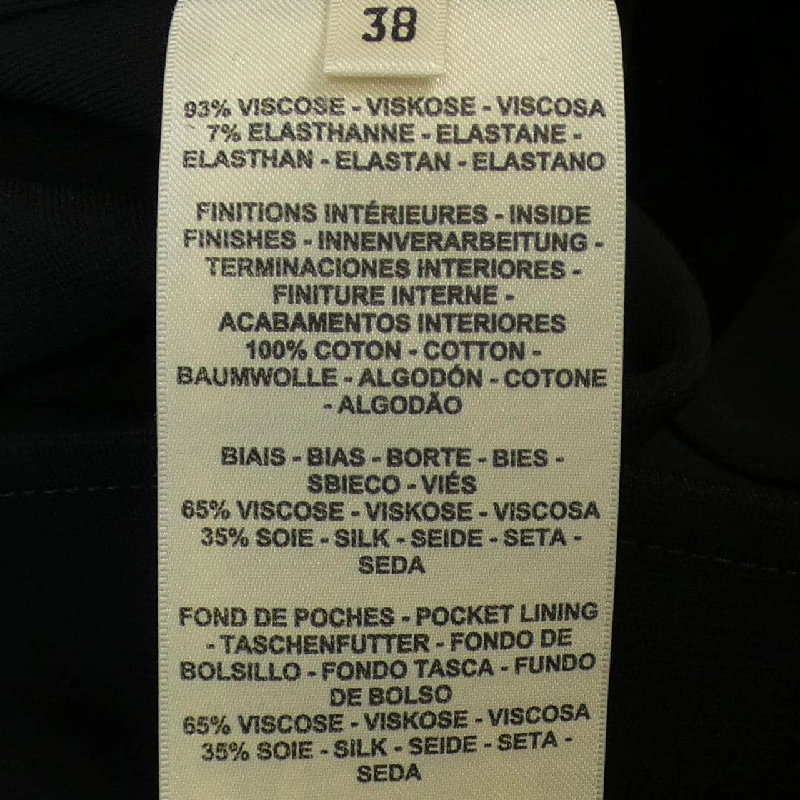 38
93% VISCOSE - VISKOSE - VISCOSA
7% ELASTHANNE - ELASTANE -
ELASTHAN - ELASTAN - ELASTANO
FINITIONS INTÉRIEURES - INSIDE
FINISHES - INNENVERARBEITUNG -
TERMINACIONES INTERIORES -
FINITURE INTERNE -
ACABAMENTOS INTERIORES
100% COTON - COTTON -
BAUMWOLLE - ALGODÓN - COTONE
- ALGODÃO
BIAIS - BIAS - BORTE - BIES -
SBIECO - VIÉS
65% VISCOSE - VISKOSE - VISCOSA
35% SOIE - SILK - SEIDE - SETA -
SEDA
FOND DE POCHES - POCKET LINING
- TASCHENFUTTER - FONDO DE
BOLSILLO - FONDO TASCA - FUNDO
DE BOLSO
65% VISCOSE - VISKOSE - VISCOSA
35% SOIE - SILK - SEIDE - SETA -
SEDA